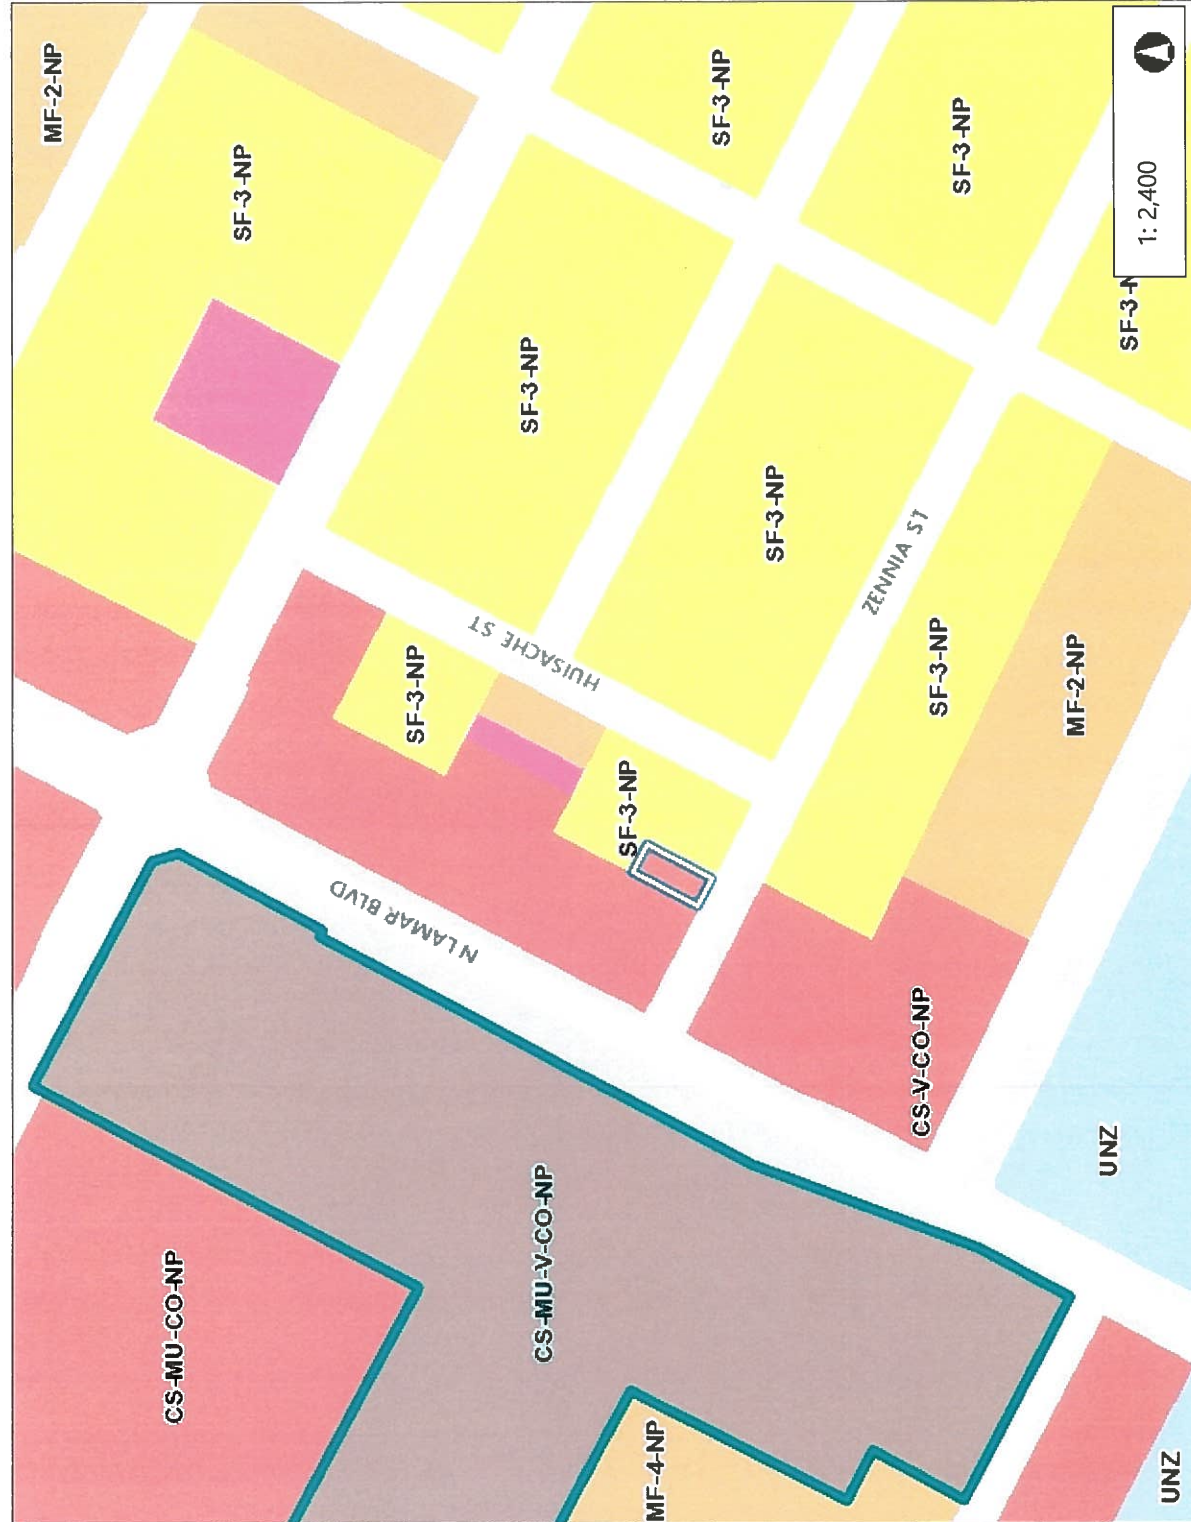 MF-2-NP
SF-3-NP
SF-3-NP
SF-3-NP
SF-3-NP
SF-3-NP
SF-3-N
1: 2,400
SF-3-NP
HUISACHE ST
ZENNIA ST
SF-3-NP
SF-3-NP
SF-3-NP
MF-2-NP
N LAMAR BLVD
CS-V-CO-NP
UNZ
CS-MU-CO-NP
CS-MU-V-CO-NP
MF-4-NP
UNZ